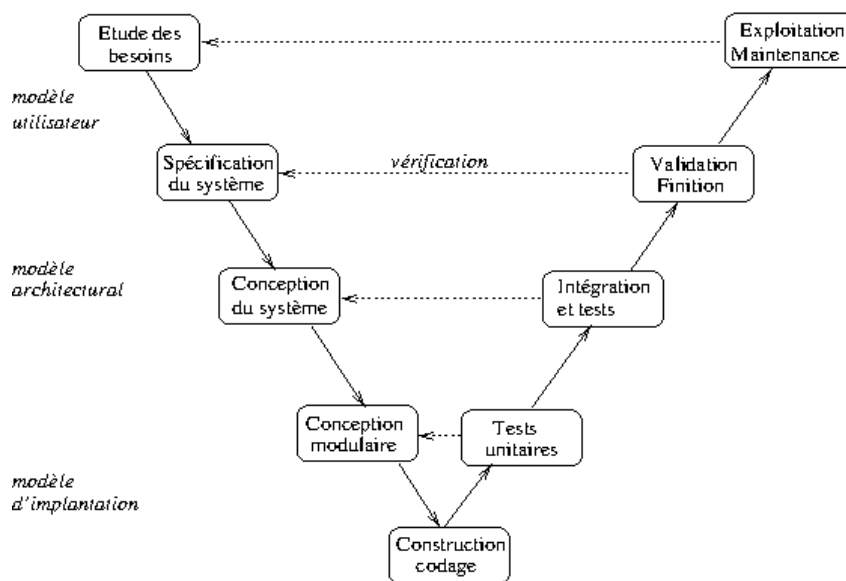 Etude des
besoins
Exploitation
Maintenance
modèle
utilisateur
Spécification
du système
vérification
Validation
Finition
modèle
architectural
Conception
du système
Intégration
et tests
Conception
modulaire
Tests
unitaires
modèle
d'implantation
Construction
codage